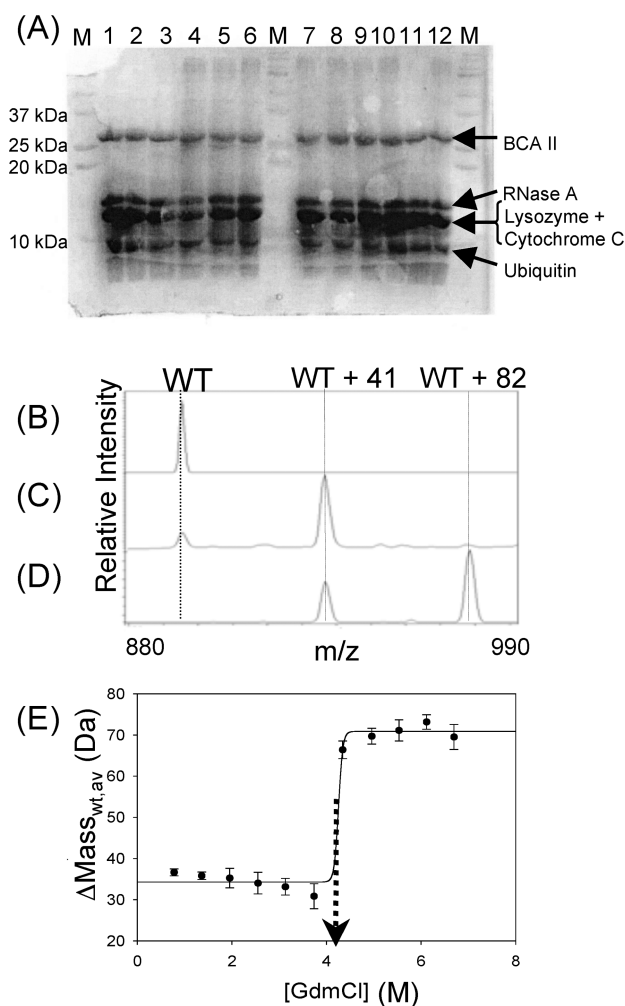 (A)
M 1 2 3 4 5 6 M 7 8 9 10 11 12 M
37 kDa
25 kDa
20 kDa
10 kDa
BCA II
RNase A
Lysozyme +
Cytochrome C
Ubiquitin
WT WT + 41 WT + 82
(B)
(C)
(D)
Relative Intensity
880 m/z 990
(E)
80
70
60
50
40
30
20
ΔMass wt,av (Da)
0 2 4 6 8
[GdmCl] (M)